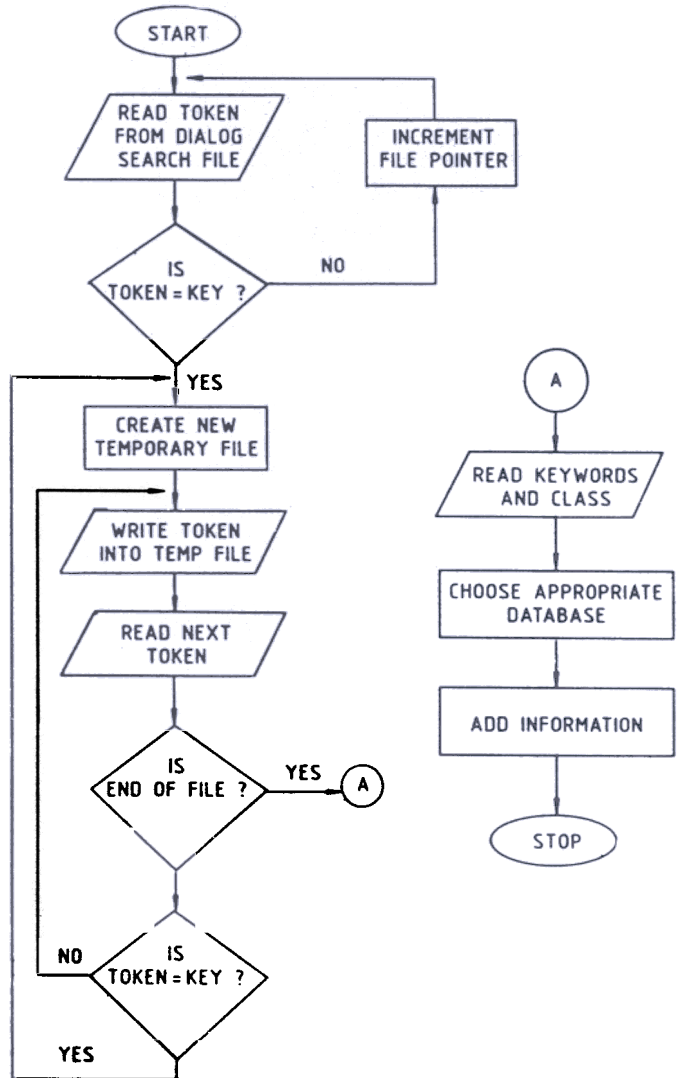 START
READ TOKEN
FROM DIALOG
SEARCH FILE
INCREMENT
FILE POINTER
IS
TOKEN = KEY ?
NO
YES
CREATE NEW
TEMPORARY FILE
WRITE TOKEN
INTO TEMP FILE
READ NEXT
TOKEN
IS
END OF FILE ?
YES
A
IS
TOKEN = KEY ?
NO
YES
A
READ KEYWORDS
AND CLASS
CHOOSE APPROPRIATE
DATABASE
ADD INFORMATION
STOP